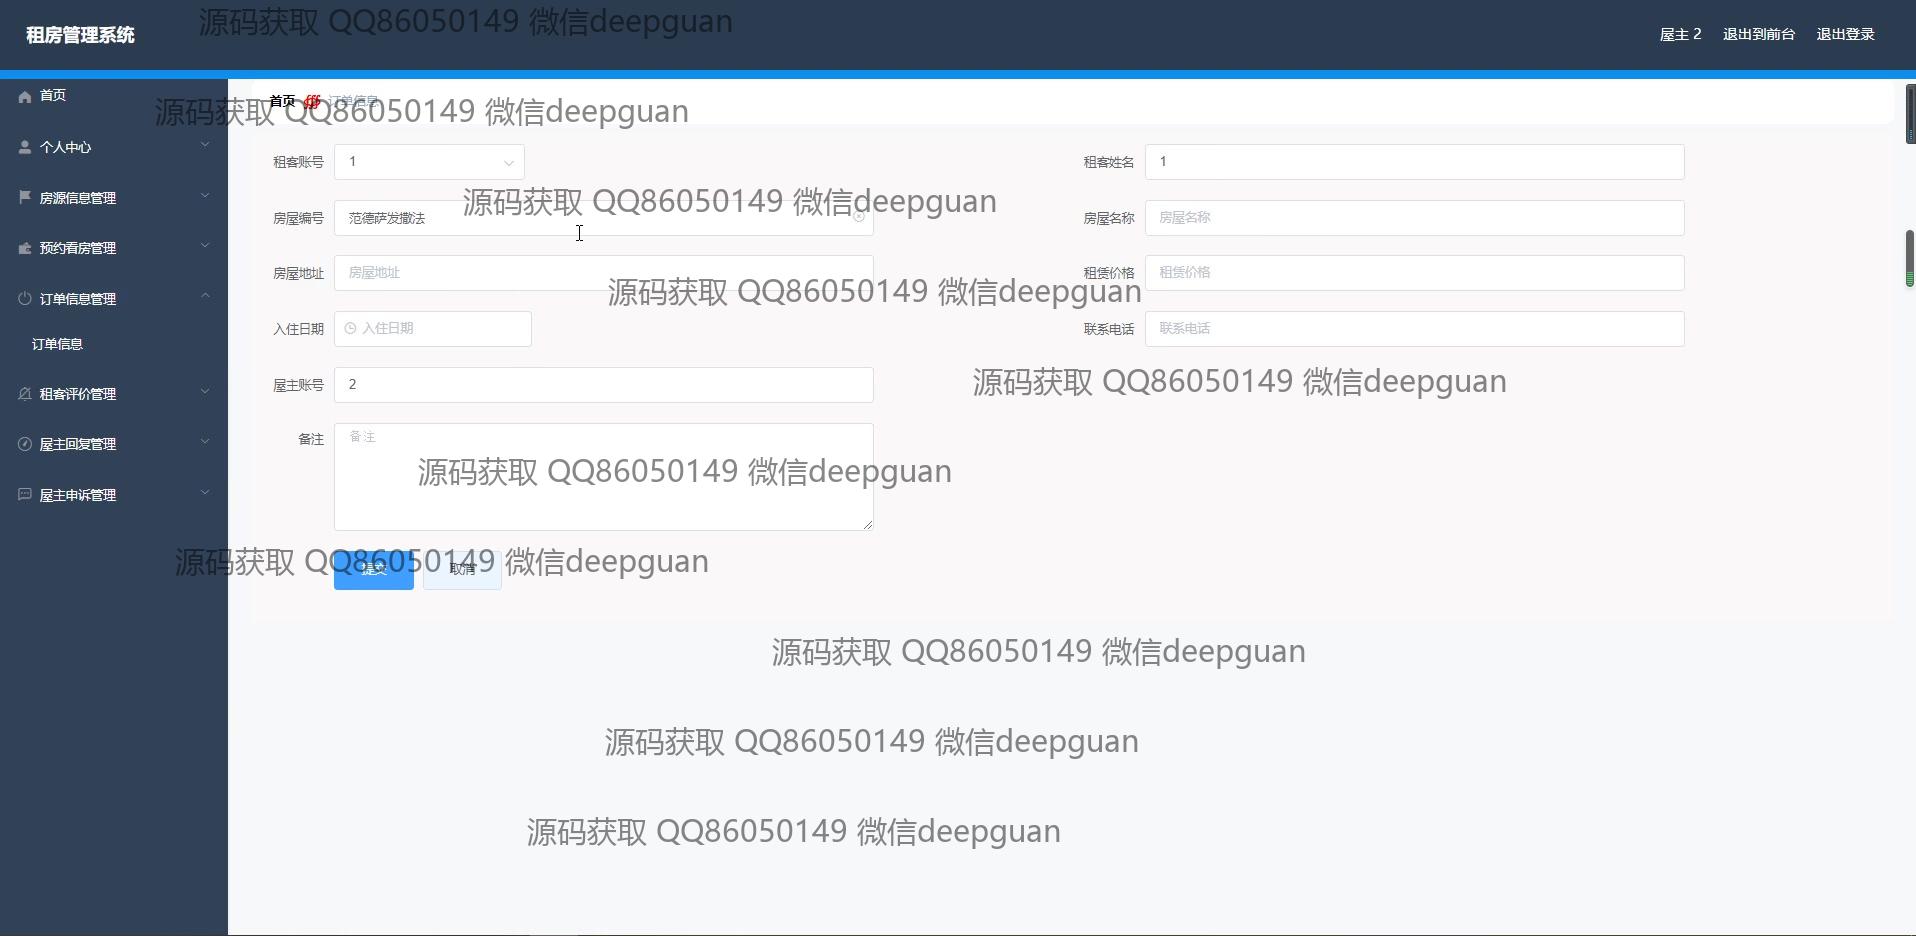 租房管理系统
源码获取 QQ86050149 微信deepguan
屋主 2 退出到前台 退出登录
首页
首页 订单信息
源码获取 QQ86050149 微信deepguan
个人中心
租客账号 1
租客姓名 1
房源信息管理
源码获取 QQ86050149 微信deepguan
房屋编号 范德萨发撒法
房屋名称 房屋名称
预约看房管理
房屋地址 房屋地址
租赁价格 租赁价格
源码获取 QQ86050149 微信deepguan
订单信息管理
入住日期 入住日期
联系电话 联系电话
订单信息
屋主账号 2
源码获取 QQ86050149 微信deepguan
租客评价管理
备注 备注
屋主回复管理
源码获取 QQ86050149 微信deepguan
屋主申诉管理
源码获取 QQ86050149 微信deepguan
提交 取消
源码获取 QQ86050149 微信deepguan
源码获取 QQ86050149 微信deepguan
源码获取 QQ86050149 微信deepguan